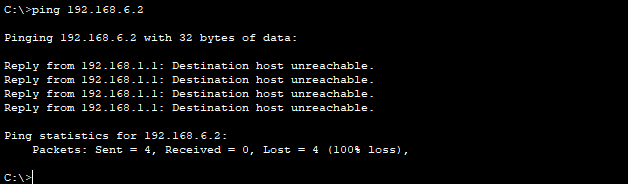 C:\>ping 192.168.6.2
Pinging 192.168.6.2 with 32 bytes of data:
Reply from 192.168.1.1: Destination host unreachable.
Reply from 192.168.1.1: Destination host unreachable.
Reply from 192.168.1.1: Destination host unreachable.
Reply from 192.168.1.1: Destination host unreachable.
Ping statistics for 192.168.6.2:
    Packets: Sent = 4, Received = 0, Lost = 4 (100% loss),
C:\>